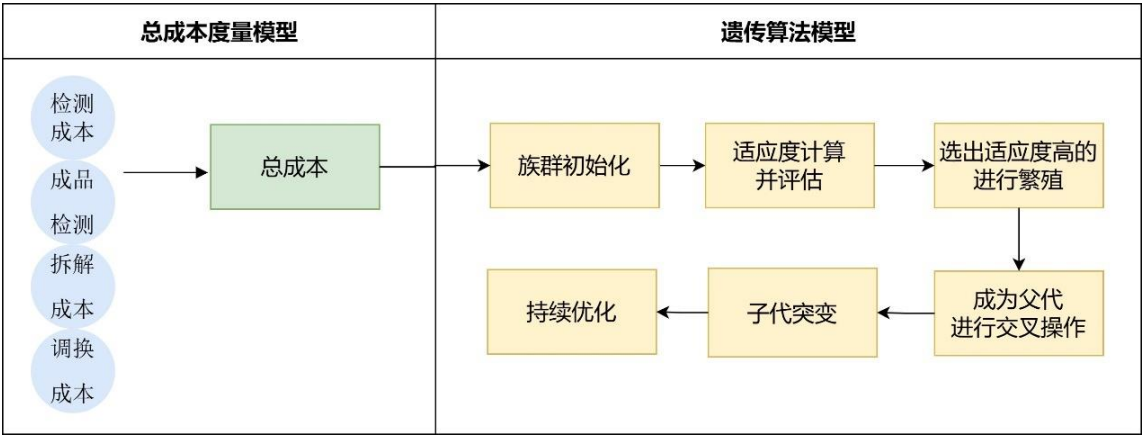 总成本度量模型
遗传算法模型
检测
成本
成品
检测
拆解
成本
调换
成本
总成本
族群初始化
适应度计算
并评估
选出适应度高的
进行繁殖
成为父代
进行交叉操作
子代突变
持续优化